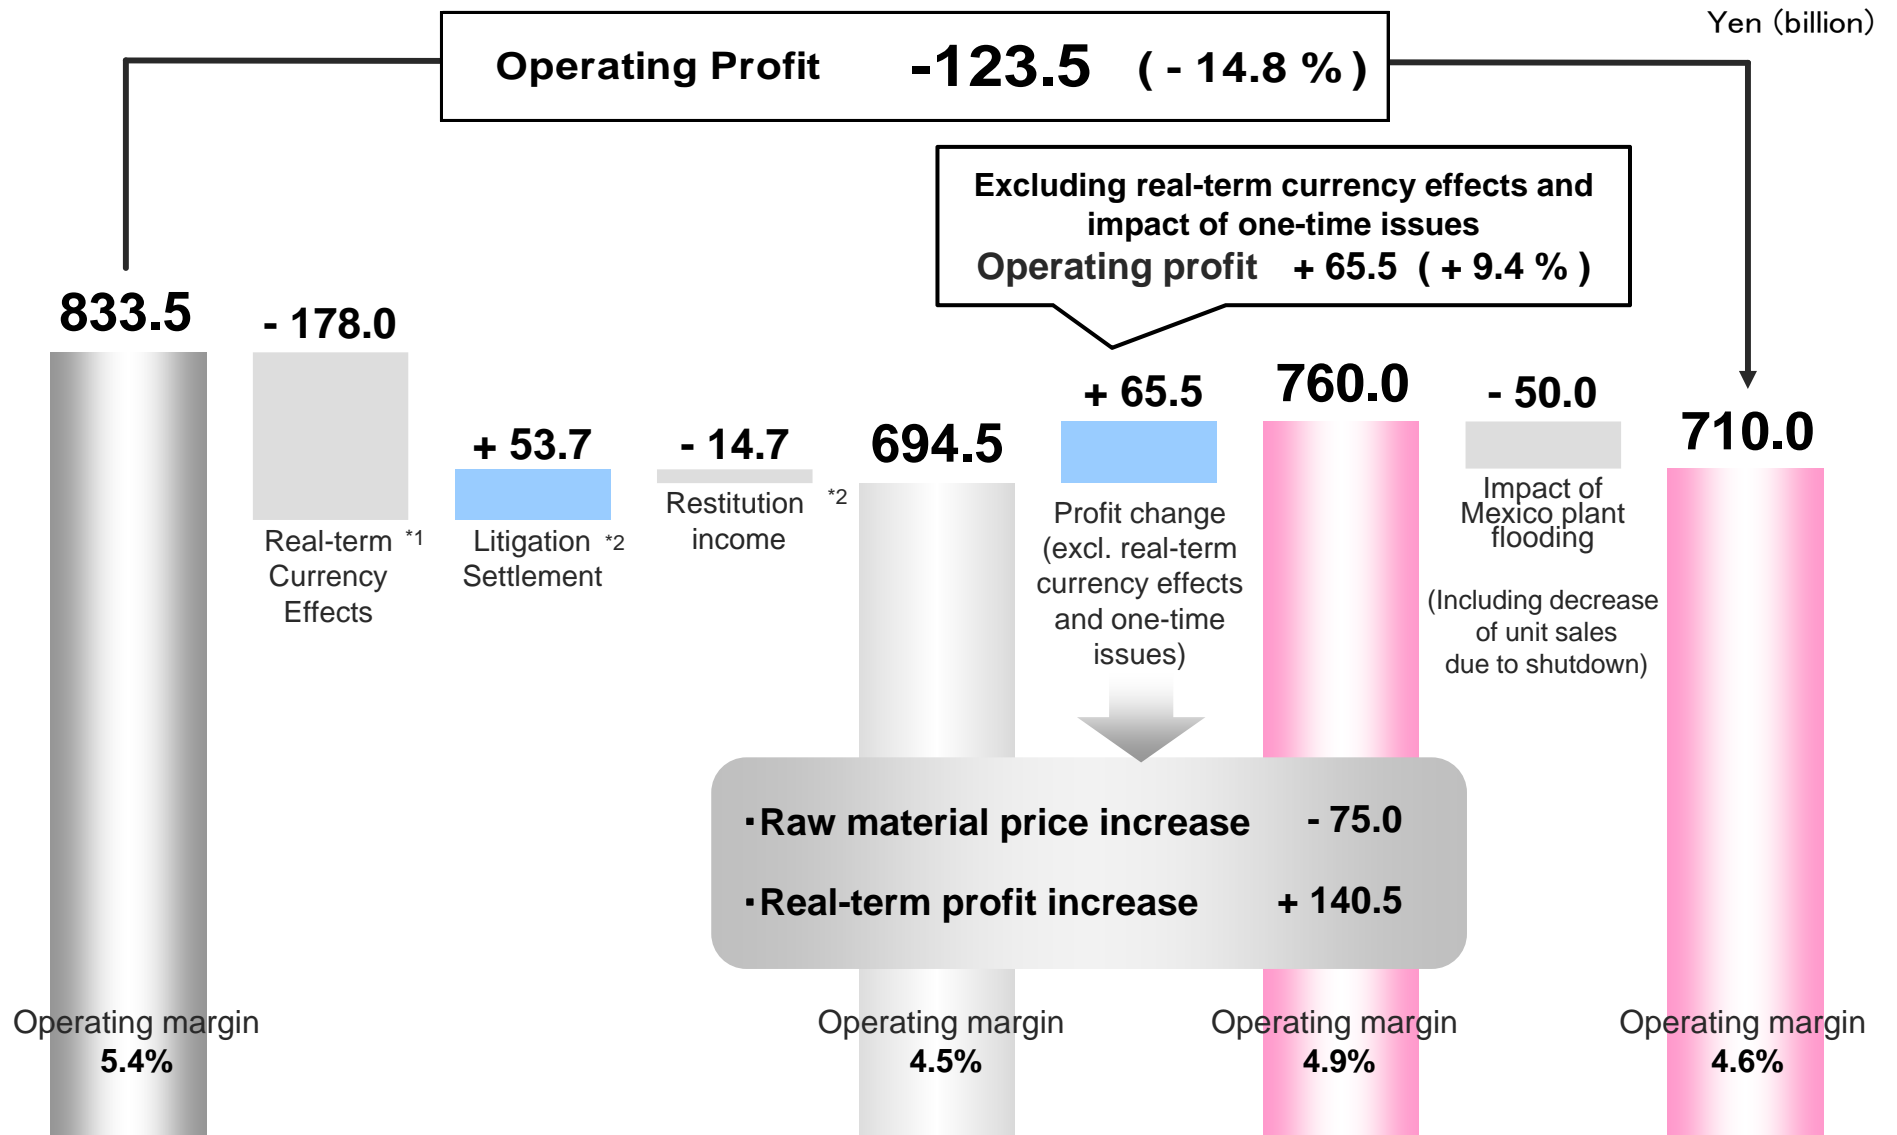 Yen (billion)
Operating Profit -123.5 ( - 14.8 % )
Excluding real-term currency effects and
impact of one-time issues
Operating profit + 65.5 ( + 9.4 % )
833.5
- 178.0
Real-term *1
Currency
Effects
+ 53.7
Litigation *2
Settlement
- 14.7
Restitution *2
income
694.5
+ 65.5
Profit change
(excl. real-term
currency effects
and one-time
issues)
760.0
- 50.0
Impact of
Mexico plant
flooding
(Including decrease
of unit sales
due to shutdown)
710.0
・Raw material price increase - 75.0
・Real-term profit increase + 140.5
Operating margin
5.4%
Operating margin
4.5%
Operating margin
4.9%
Operating margin
4.6%